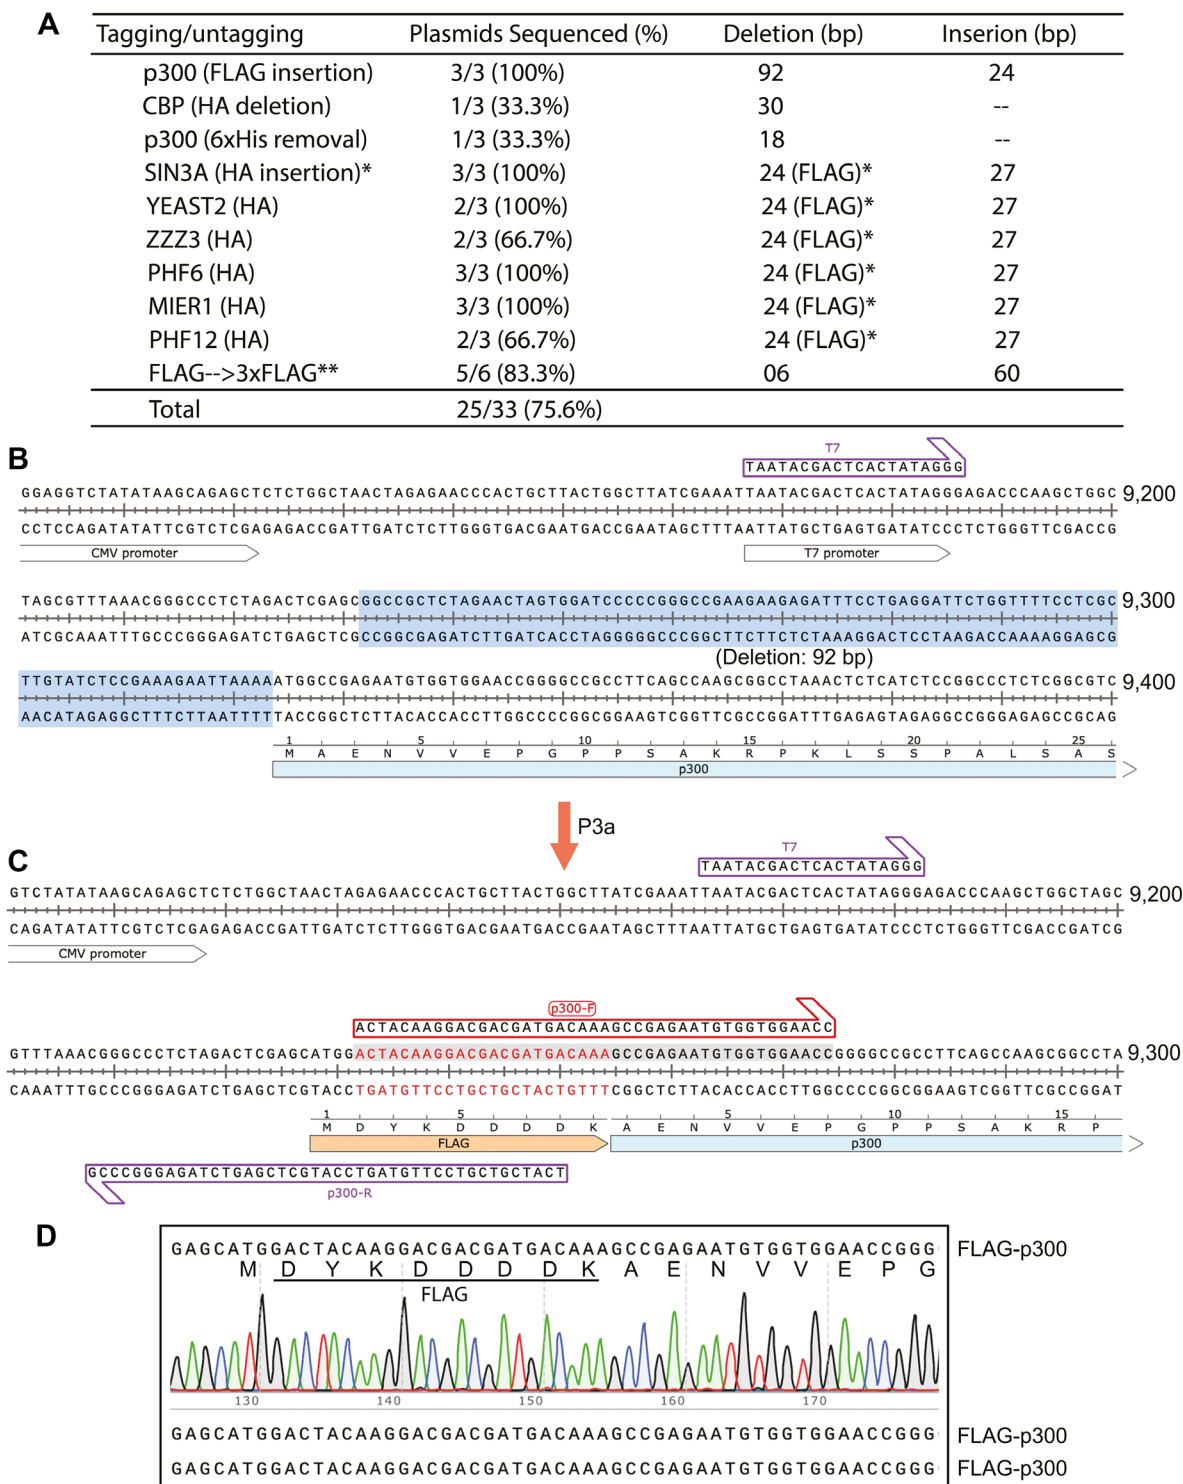 A
Tagging/untagging Plasmids Sequenced (%) Deletion (bp) Inserion (bp)
p300 (FLAG insertion) 3/3 (100%) 92 24
CBP (HA deletion) 1/3 (33.3%) 30 --
p300 (6xHis removal) 1/3 (33.3%) 18 --
SIN3A (HA insertion)* 3/3 (100%) 24 (FLAG)* 27
YEAST2 (HA) 2/3 (100%) 24 (FLAG)* 27
ZZZ3 (HA) 2/3 (66.7%) 24 (FLAG)* 27
PHF6 (HA) 3/3 (100%) 24 (FLAG)* 27
MIER1 (HA) 3/3 (100%) 24 (FLAG)* 27
PHF12 (HA) 2/3 (66.7%) 24 (FLAG)* 27
FLAG-->3xFLAG** 5/6 (83.3%) 06 60
Total 25/33 (75.6%)
B
T7
TAATACGACTCACTATAGGG
GGAGGTCTATATAAGCAGAGCTCTCTGGCTAACTAGAGAACCCACTGCTTACTGGCTTATCGAAATTAATACGACTCACTATAGGGAGACCCAAGCTGGC 9,200
CCTCCAGATATATTCGTCTCGAGAGACCGATTGATCTCTTGGGTGACGAATGACCGAATAGCTTTAATTATGCTGAGTGATATCCCTCTGGGTTCGACCG
CMV promoter T7 promoter
TAGCGTTTAAACGGGCCCTCTAGACTCGAGCGGCCGCTCTAGAACTAGTGGATCCCCCGGGCCGAAGAAGAGATTTCCTGAGGATTCTGGTTTTCCTCGC 9,300
ATCGCAAATTTGCCCGGGAGATCTGAGCTCGCCGGCGAGATCTTGATCACCTAGGGGGCCCGGCTTCTTCTCTAAAGGACTCCTAAGACCAAAAGGAGCG
(Deletion: 92 bp)
TTGTATCTCCGAAAGAATTAAAAATGGCCGAGAATGTGGTGGAACCGGGGCCGCCTTCAGCCAAGCGGCCTAAACTCTCATCTCCGGCCCTCTCGGCGTC 9,400
AACATAGAGGCTTTCTTAATTTTTACCGGCTCTTACACCACCTTGGCCCCGGCGGAAGTCGGTTCGCCGGATTTGAGAGTAGAGGCCGGGAGAGCCGCAG
1 5 10 15 20 25
M A E N V V E P G P P S A K R P K L S S P A L S A S
p300
P3a
C
T7
TAATACGACTCACTATAGGG
GTCTATATAAGCAGAGCTCTCTGGCTAACTAGAGAACCCACTGCTTACTGGCTTATCGAAATTAATACGACTCACTATAGGGAGACCCAAGCTGGCTAGC 9,200
CAGATATATTCGTCTCGAGAGACCGATTGATCTCTTGGGTGACGAATGACCGAATAGCTTTAATTATGCTGAGTGATATCCCTCTGGGTTCGACCGATCG
CMV promoter
p300-F
ACTACAAGGACGACGATGACAAAGCCGAGAATGTGGTGGAACC
GTTTAAACGGGCCCTCTAGACTCGAGCATGGACTACAAGGACGACGATGACAAAGCCGAGAATGTGGTGGAACCGGGGCCGCCTTCAGCCAAGCGGCCTA 9,300
CAAATTTGCCCGGGAGATCTGAGCTCGTACCTGATGTTCCTGCTGCTACTGTTTCGGCTCTTACACCACCTTGGCCCCGGCGGAAGTCGGTTCGCCGGAT
1 5 5 10 15
M D Y K D D D D K A E N V V E P G P P S A K R P
FLAG p300
GCCCGGGAGATCTGAGCTCGTACCTGATGTTCCTGCTGCTACT
p300-R
D
GAGCATGGACTACAAGGACGACGATGACAAAGCCGAGAATGTGGTGGAACCGGG FLAG-p300
M D Y K D D D D K A E N V V E P G
FLAG
130 140 150 160 170
GAGCATGGACTACAAGGACGACGATGACAAAGCCGAGAATGTGGTGGAACCGGG FLAG-p300
GAGCATGGACTACAAGGACGACGATGACAAAGCCGAGAATGTGGTGGAACCGGG FLAG-p300